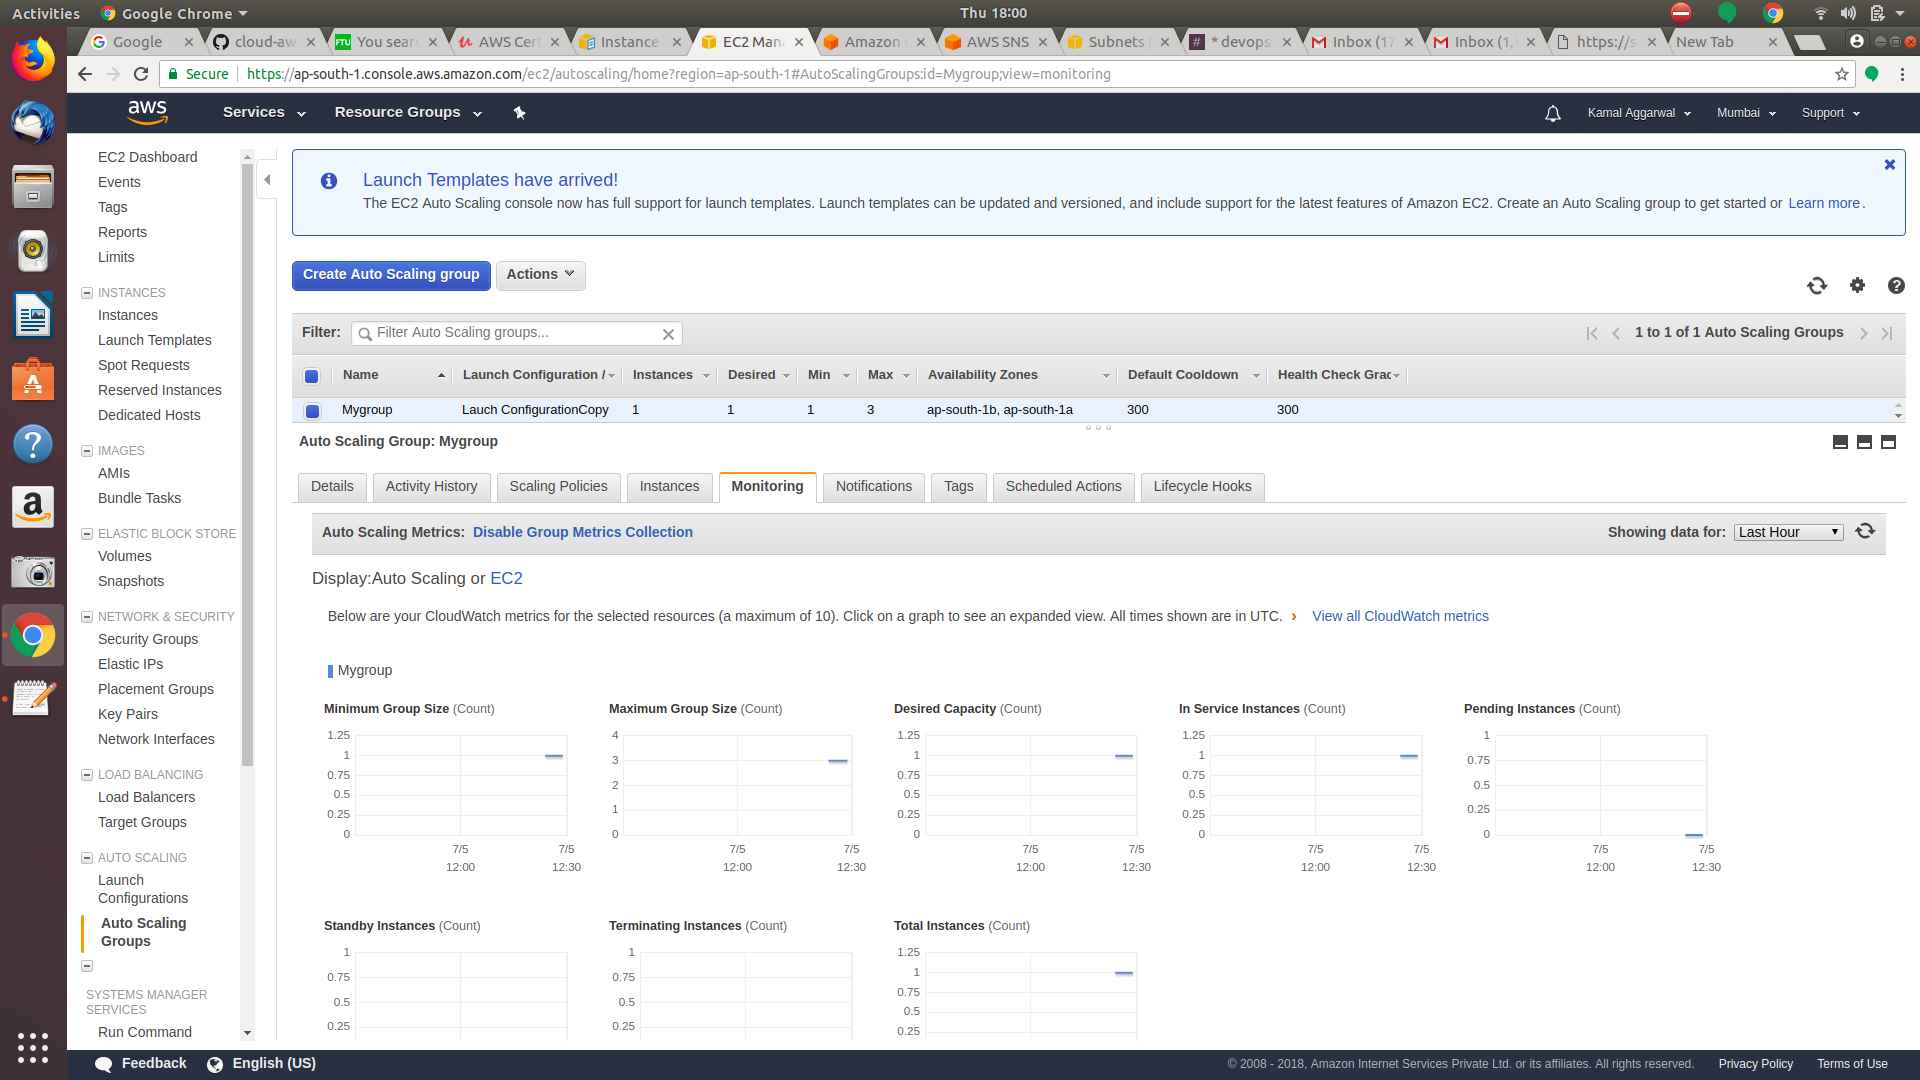 Activities
Google Chrome
Thu 18:00
Google
cloud-aw
FTU
You sear
AWS Cert
Instance
EC2 Man
Amazon
AWS SNS
Subnets
* devops
Inbox (17
Inbox (1,
https://s
New Tab
Secure
https://ap-south-1.console.aws.amazon.com/ec2/autoscaling/home?region=ap-south-1#AutoScalingGroups:id=Mygroup;view=monitoring
aws
Services
Resource Groups
Kamal Aggarwal
Mumbai
Support
EC2 Dashboard
Events
Tags
Reports
Limits
INSTANCES
Instances
Launch Templates
Spot Requests
Reserved Instances
Dedicated Hosts
IMAGES
AMIs
Bundle Tasks
ELASTIC BLOCK STORE
Volumes
Snapshots
NETWORK & SECURITY
Security Groups
Elastic IPs
Placement Groups
Key Pairs
Network Interfaces
LOAD BALANCING
Load Balancers
Target Groups
AUTO SCALING
Launch
Configurations
Auto Scaling
Groups
SYSTEMS MANAGER
SERVICES
Run Command
Launch Templates have arrived!
The EC2 Auto Scaling console now has full support for launch templates. Launch templates can be updated and versioned, and include support for the latest features of Amazon EC2. Create an Auto Scaling group to get started or Learn more.
Create Auto Scaling group
Actions
Filter:
Filter Auto Scaling groups...
1 to 1 of 1 Auto Scaling Groups
Name Launch Configuration / Instances Desired Min Max Availability Zones Default Cooldown Health Check Grac
Mygroup Lauch ConfigurationCopy 1 1 1 3 ap-south-1b, ap-south-1a 300 300
Auto Scaling Group: Mygroup
Details Activity History Scaling Policies Instances Monitoring Notifications Tags Scheduled Actions Lifecycle Hooks
Auto Scaling Metrics: Disable Group Metrics Collection
Showing data for: Last Hour
Display:Auto Scaling or EC2
Below are your CloudWatch metrics for the selected resources (a maximum of 10). Click on a graph to see an expanded view. All times shown are in UTC. › View all CloudWatch metrics
Mygroup
Minimum Group Size (Count)
1.25
1
0.75
0.5
0.25
0
7/5 7/5
12:00 12:30
Maximum Group Size (Count)
4
3
2
1
0
7/5 7/5
12:00 12:30
Desired Capacity (Count)
1.25
1
0.75
0.5
0.25
0
7/5 7/5
12:00 12:30
In Service Instances (Count)
1.25
1
0.75
0.5
0.25
0
7/5 7/5
12:00 12:30
Pending Instances (Count)
1
0.75
0.5
0.25
0
7/5 7/5
12:00 12:30
Standby Instances (Count)
1
0.75
0.5
0.25
Terminating Instances (Count)
1
0.75
0.5
0.25
Total Instances (Count)
1.25
1
0.75
0.5
0.25
Feedback
English (US)
© 2008 - 2018, Amazon Internet Services Private Ltd. or its affiliates. All rights reserved.
Privacy Policy
Terms of Use